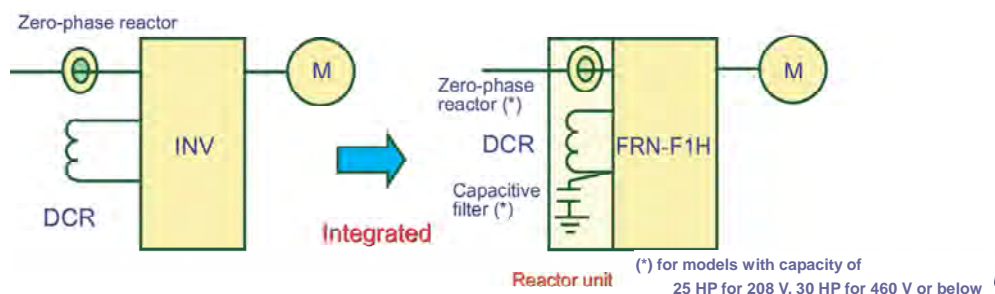 Zero-phase reactor
M
INV
DCR
Integrated
Zero-phase
reactor (*)
M
DCR
FRN-F1H
Capacitive
filter (*)
Reactor unit
(*) for models with capacity of
25 HP for 208 V. 30 HP for 460 V or below